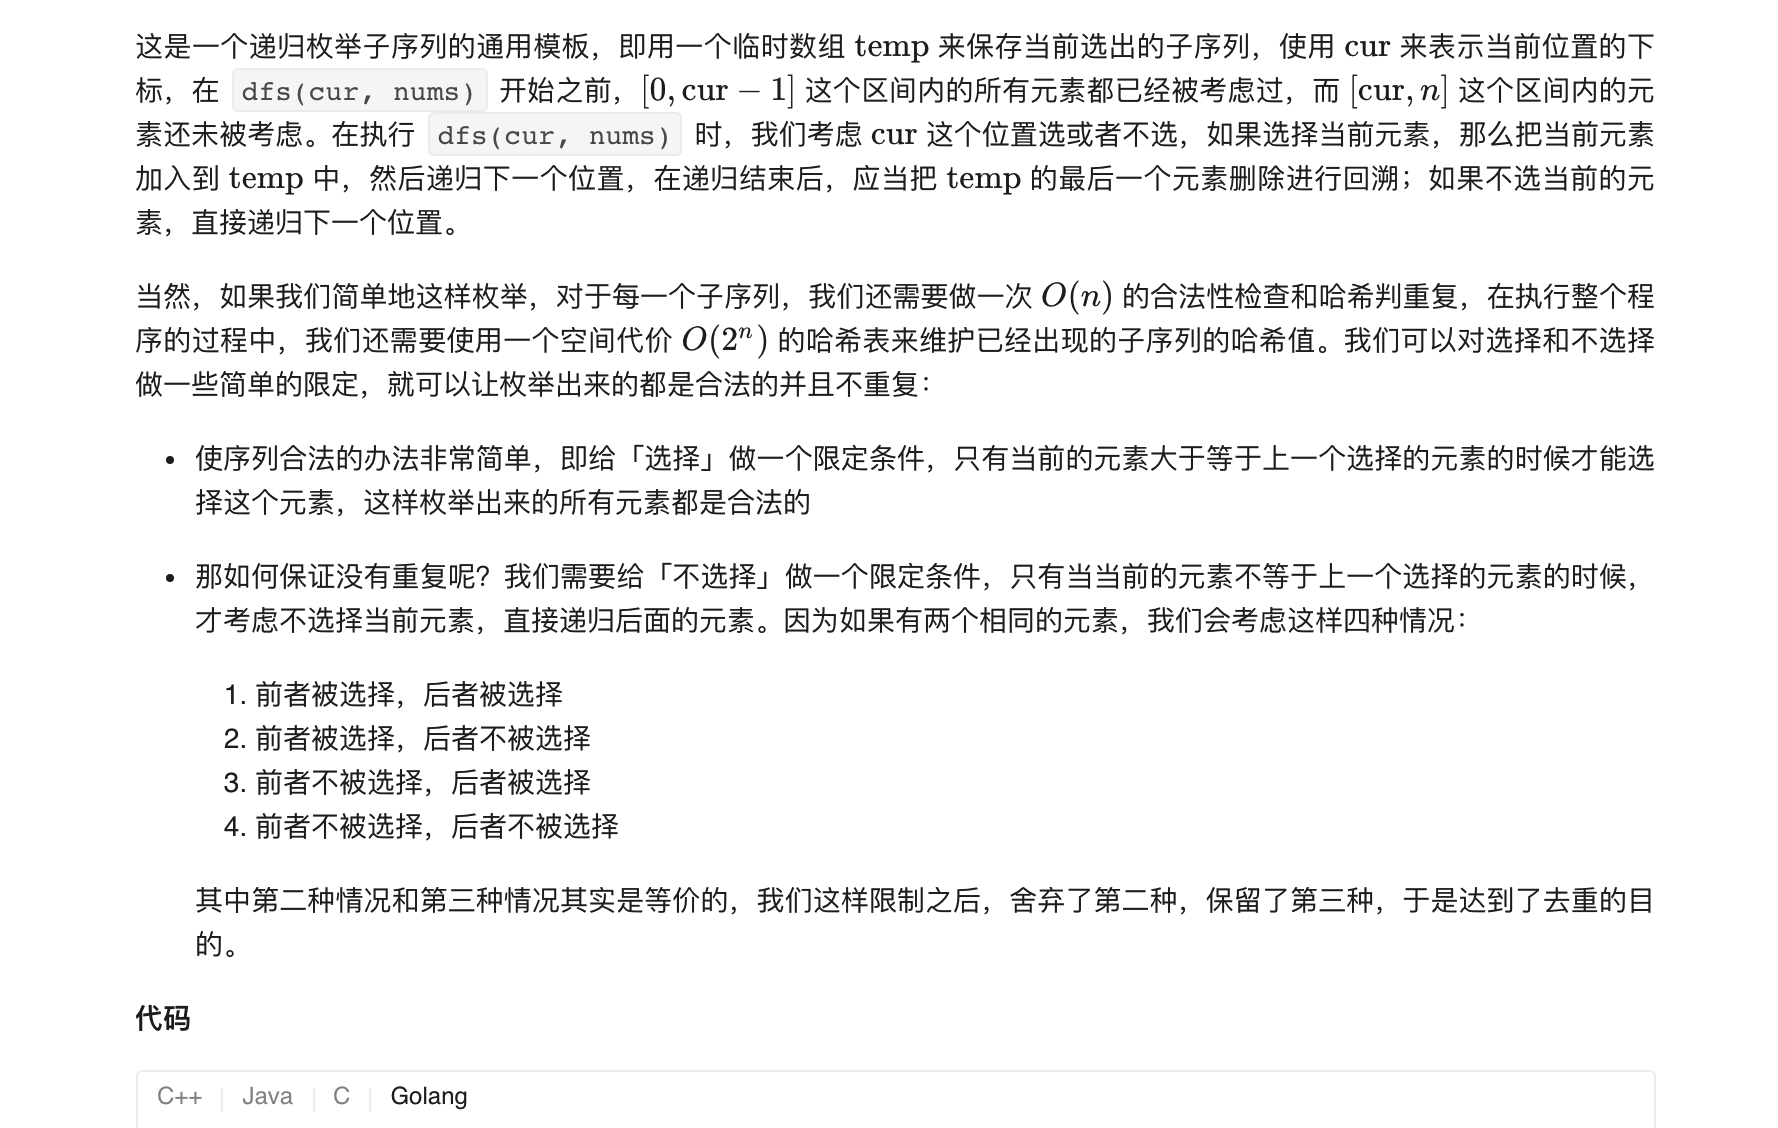 这是一个递归枚举子序列的通用模板，即用一个临时数组 temp 来保存当前选出的子序列，使用 cur 来表示当前位置的下
标，在 dfs(cur, nums) 开始之前，[0, cur − 1] 这个区间内的所有元素都已经被考虑过，而 [cur, n] 这个区间内的元
素还未被考虑。在执行 dfs(cur, nums) 时，我们考虑 cur 这个位置选或者不选，如果选择当前元素，那么把当前元素
加入到 temp 中，然后递归下一个位置，在递归结束后，应当把 temp 的最后一个元素删除进行回溯；如果不选当前的元
素，直接递归下一个位置。
当然，如果我们简单地这样枚举，对于每一个子序列，我们还需要做一次 O(n) 的合法性检查和哈希判重复，在执行整个程
序的过程中，我们还需要使用一个空间代价 O(2ⁿ) 的哈希表来维护已经出现的子序列的哈希值。我们可以对选择和不选择
做一些简单的限定，就可以让枚举出来的都是合法的并且不重复：
• 使序列合法的办法非常简单，即给「选择」做一个限定条件，只有当前的元素大于等于上一个选择的元素的时候才能选
择这个元素，这样枚举出来的所有元素都是合法的
• 那如何保证没有重复呢？我们需要给「不选择」做一个限定条件，只有当当前的元素不等于上一个选择的元素的时候，
才考虑不选择当前元素，直接递归后面的元素。因为如果有两个相同的元素，我们会考虑这样四种情况：
1. 前者被选择，后者被选择
2. 前者被选择，后者不被选择
3. 前者不被选择，后者被选择
4. 前者不被选择，后者不被选择
其中第二种情况和第三种情况其实是等价的，我们这样限制之后，舍弃了第二种，保留了第三种，于是达到了去重的目
的。
代码
C++ | Java | C | Golang